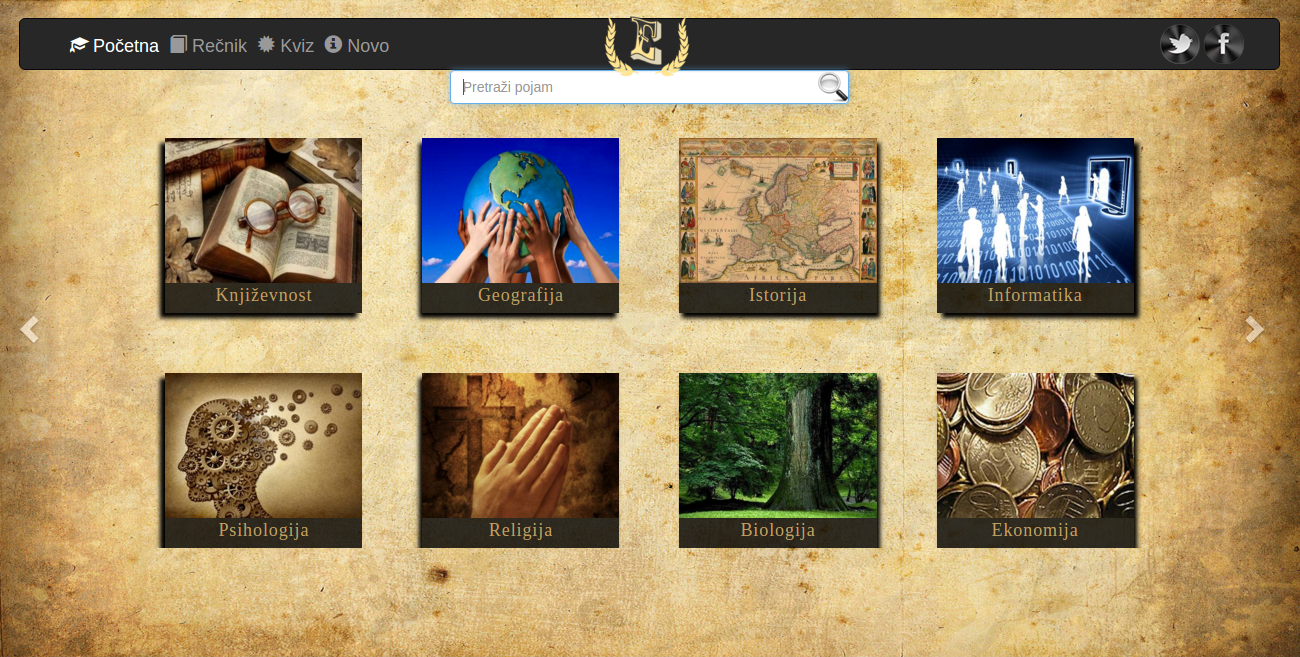 Početna Rečnik Kviz Novo
E
Pretraži pojam
Književnost Geografija Istorija Informatika
Psihologija Religija Biologija Ekonomija